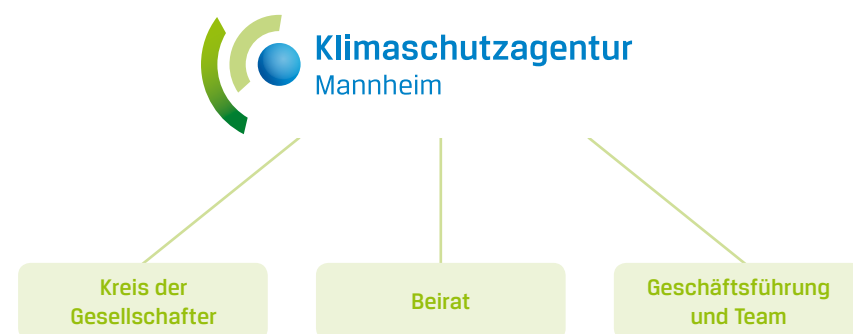 Klimaschutzagentur
Mannheim
Kreis der
Gesellschafter
Beirat
Geschäftsführung
und Team